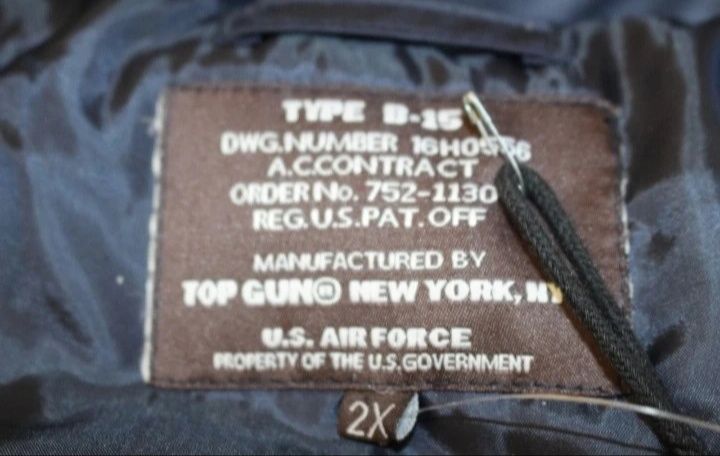 TYPE B-15
DWG.NUMBER 16H0556
A.C.CONTRACT
ORDER No. 752-1130
REG.U.S.PAT.OFF
MANUFACTURED BY
TOP GUN® NEW YORK, NY
U.S. AIR FORCE
PROPERTY OF THE U.S.GOVERNMENT
2X